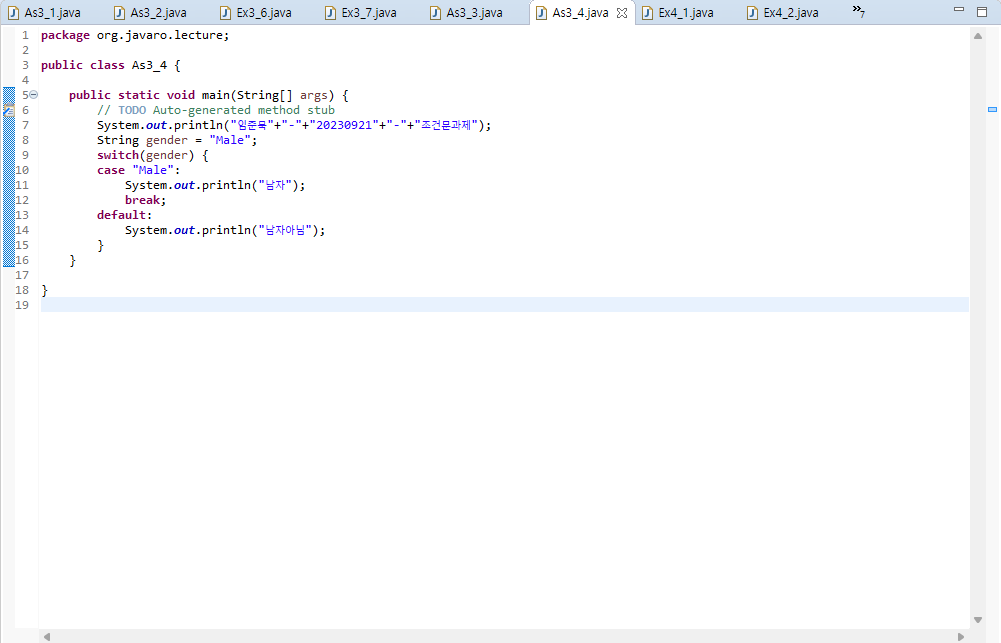 As3_1.java As3_2.java Ex3_6.java Ex3_7.java As3_3.java As3_4.java Ex4_1.java Ex4_2.java »7
1 package org.javaro.lecture;
2
3 public class As3_4 {
4
5 public static void main(String[] args) {
6 // TODO Auto-generated method stub
7 System.out.println("임준묵"+"-"+"20230921"+"-"+"조건문과제");
8 String gender = "Male";
9 switch(gender) {
10 case "Male":
11 System.out.println("남자");
12 break;
13 default:
14 System.out.println("남자아님");
15 }
16 }
17
18 }
19